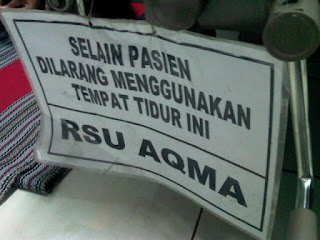 SELAIN PASIEN
DILARANG MENGGUNAKAN
TEMPAT TIDUR INI
RSU AQMA